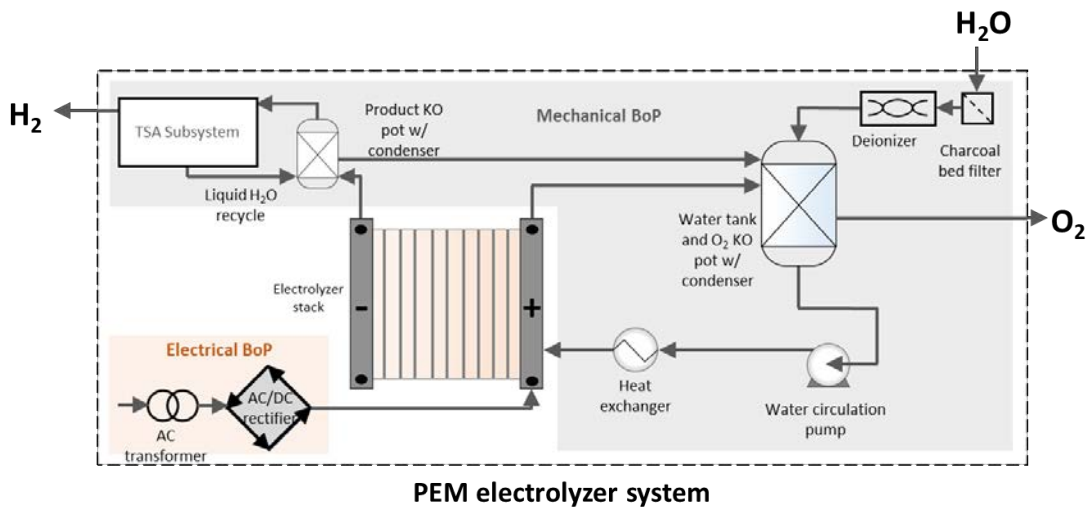 H₂O
H₂
TSA Subsystem
Product KO
pot w/
condenser
Mechanical BoP
Deionizer
Charcoal
bed filter
Liquid H₂O
recycle
Water tank
and O₂ KO
pot w/
condenser
O₂
Electrolyzer
stack
-
+
Electrical BoP
AC/DC
rectifier
AC
transformer
Heat
exchanger
Water circulation
pump
PEM electrolyzer system